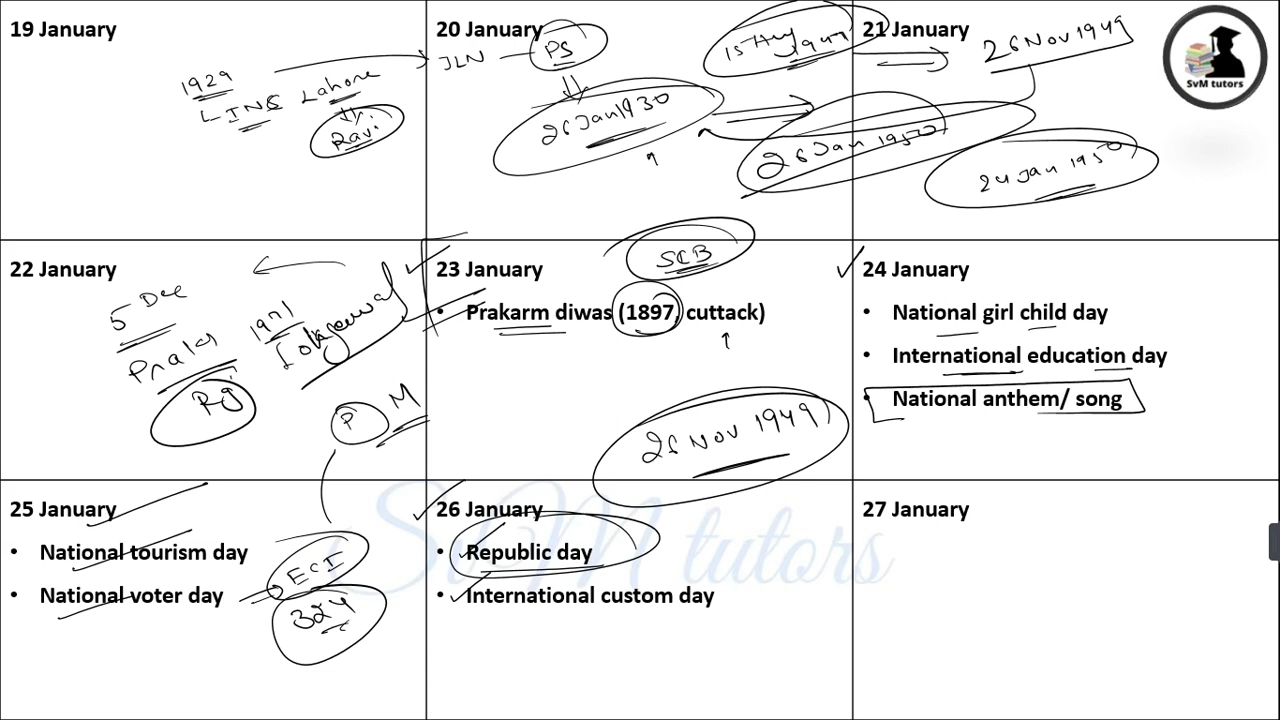 19 January
1929
LINC Lahore
Ravi
20 January
JLN
PS
26 Jan 1930
1947
26 Jan 1950
21 January
26 Nov 1949
24 Jan 1950
SvM tutors
22 January
5 Dec
1971
Rj
P M
23 January
SCB
• Prakarm diwas (1897, cuttack)
26 Nov 1949
24 January
• National girl child day
• International education day
• National anthem/ song
25 January
• National tourism day
• National voter day
ECI
324
26 January
• Republic day
• International custom day
SvM tutors
27 January